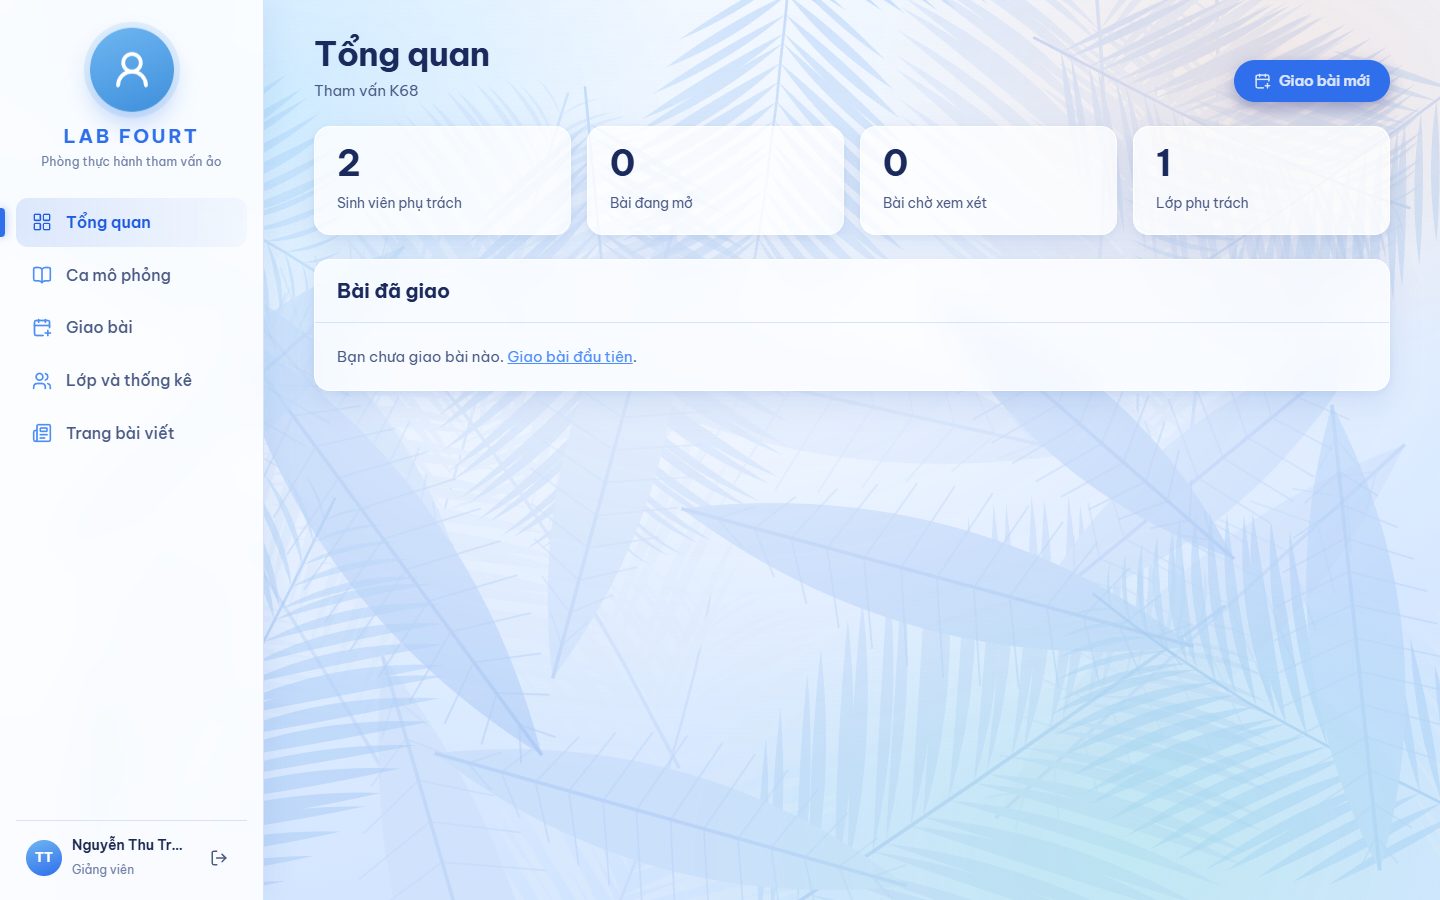 LAB FOURT
Phòng thực hành tham vấn ảo
Tổng quan
Ca mô phỏng
Giao bài
Lớp và thống kê
Trang bài viết
TT
Nguyễn Thu Tr...
Giảng viên
Tổng quan
Tham vấn K68
Giao bài mới
2
Sinh viên phụ trách
0
Bài đang mở
0
Bài chờ xem xét
1
Lớp phụ trách
Bài đã giao
Bạn chưa giao bài nào. Giao bài đầu tiên.